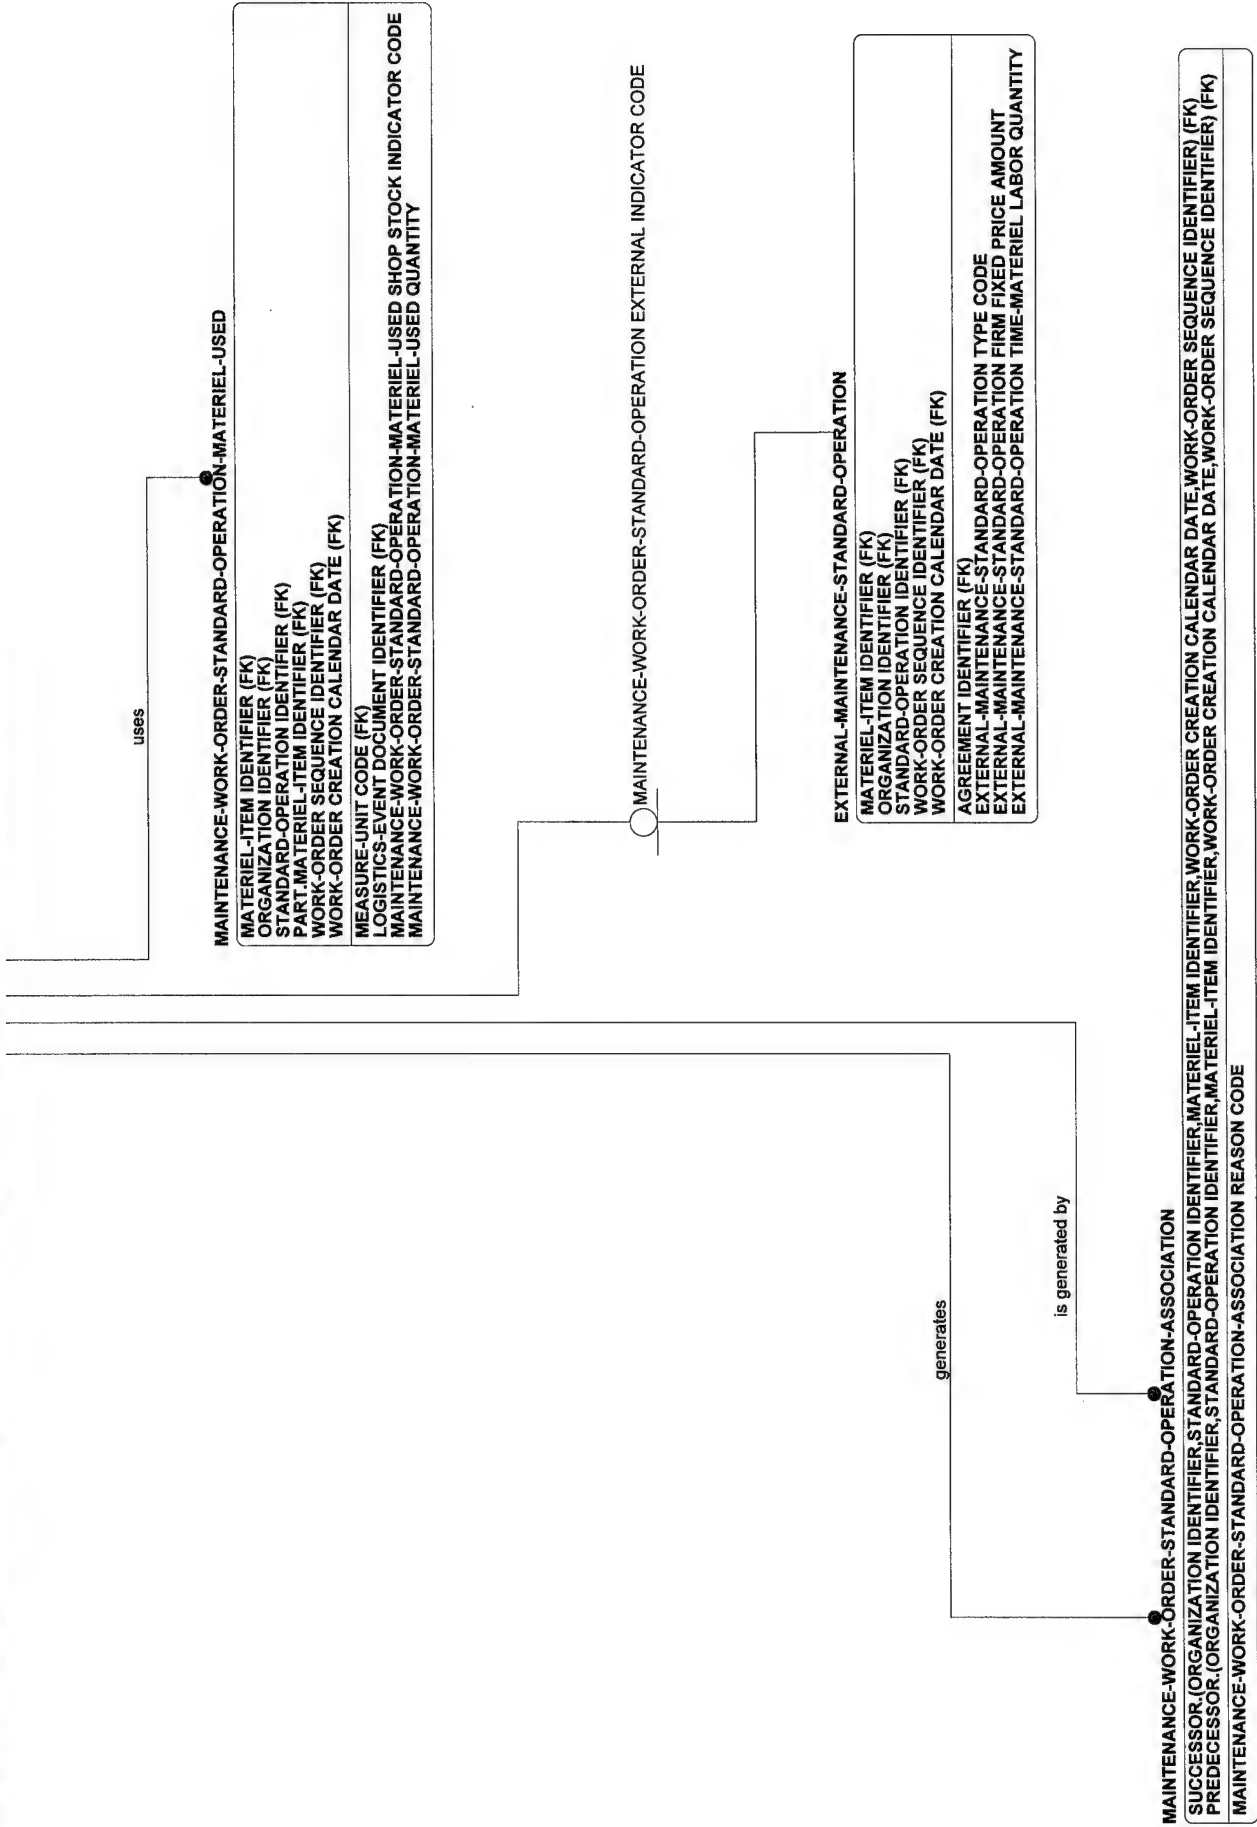 uses
MAINTENANCE-WORK-ORDER-STANDARD-OPERATION-MATERIEL-USED
MATERIEL-ITEM IDENTIFIER (FK)
ORGANIZATION IDENTIFIER (FK)
STANDARD-OPERATION IDENTIFIER (FK)
PART.MATERIEL-ITEM IDENTIFIER (FK)
WORK-ORDER SEQUENCE IDENTIFIER (FK)
WORK-ORDER CREATION CALENDAR DATE (FK)
MEASURE-UNIT CODE (FK)
LOGISTICS-EVENT DOCUMENT IDENTIFIER (FK)
MAINTENANCE-WORK-ORDER-STANDARD-OPERATION-MATERIEL-USED SHOP STOCK INDICATOR CODE
MAINTENANCE-WORK-ORDER-STANDARD-OPERATION-MATERIEL-USED QUANTITY
MAINTENANCE-WORK-ORDER-STANDARD-OPERATION EXTERNAL INDICATOR CODE
EXTERNAL-MAINTENANCE-STANDARD-OPERATION
MATERIEL-ITEM IDENTIFIER (FK)
ORGANIZATION IDENTIFIER (FK)
STANDARD-OPERATION IDENTIFIER (FK)
WORK-ORDER SEQUENCE IDENTIFIER (FK)
WORK-ORDER CREATION CALENDAR DATE (FK)
AGREEMENT IDENTIFIER (FK)
EXTERNAL-MAINTENANCE-STANDARD-OPERATION TYPE CODE
EXTERNAL-MAINTENANCE-STANDARD-OPERATION FIRM FIXED PRICE AMOUNT
EXTERNAL-MAINTENANCE-STANDARD-OPERATION TIME-MATERIEL LABOR QUANTITY
generates
is generated by
MAINTENANCE-WORK-ORDER-STANDARD-OPERATION-ASSOCIATION
SUCCESSOR.(ORGANIZATION IDENTIFIER,STANDARD-OPERATION IDENTIFIER,MATERIEL-ITEM IDENTIFIER,WORK-ORDER CREATION CALENDAR DATE,WORK-ORDER SEQUENCE IDENTIFIER) (FK)
PREDECESSOR.(ORGANIZATION IDENTIFIER,STANDARD-OPERATION IDENTIFIER,MATERIEL-ITEM IDENTIFIER,WORK-ORDER CREATION CALENDAR DATE,WORK-ORDER SEQUENCE IDENTIFIER) (FK)
MAINTENANCE-WORK-ORDER-STANDARD-OPERATION-ASSOCIATION REASON CODE